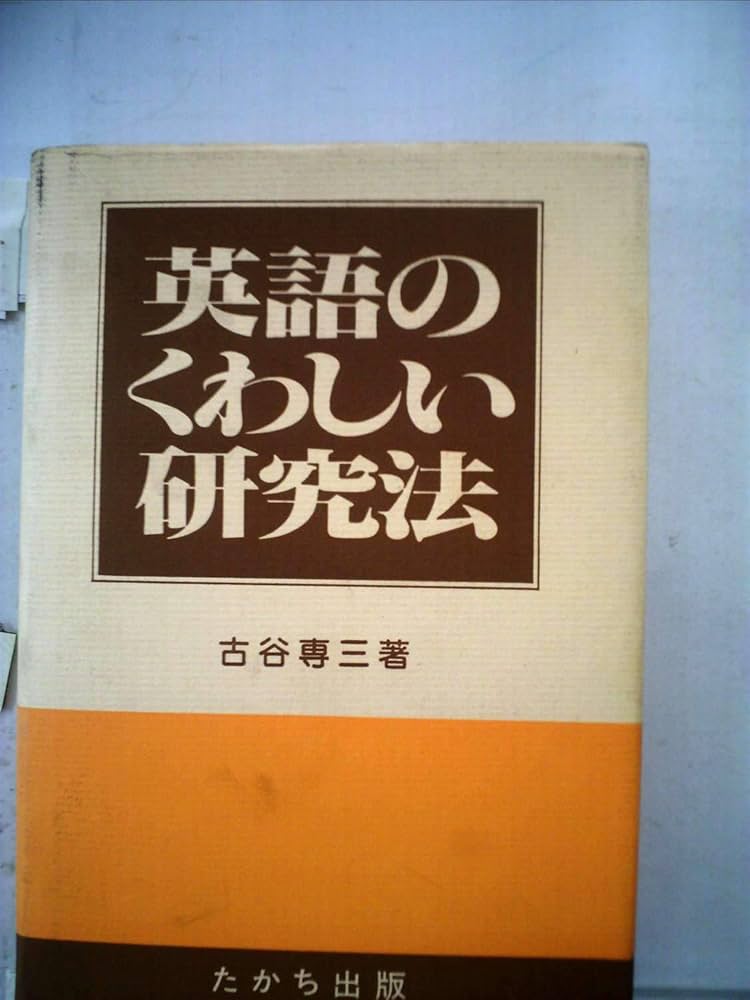 英語の
くわしい
研究法
古谷専三著
たかち出版